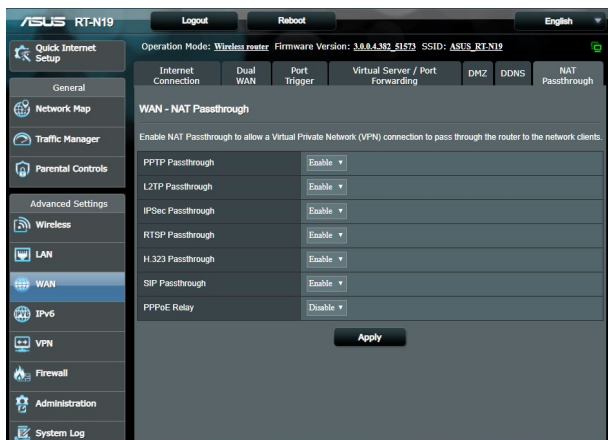 ASUS RT-N19
Logout
Reboot
English
Quick Internet
Setup
Operation Mode: Wireless router Firmware Version: 3.0.0.4.382_51573 SSID: ASUS_RT-N19
General
Network Map
Traffic Manager
Parental Controls
Advanced Settings
Wireless
LAN
WAN
IPv6
VPN
Firewall
Administration
System Log
Internet
Connection
Dual
WAN
Port
Trigger
Virtual Server / Port
Forwarding
DMZ
DDNS
NAT
Passthrough
WAN - NAT Passthrough
Enable NAT Passthrough to allow a Virtual Private Network (VPN) connection to pass through the router to the network clients.
PPTP Passthrough Enable
L2TP Passthrough Enable
IPSec Passthrough Enable
RTSP Passthrough Enable
H.323 Passthrough Enable
SIP Passthrough Enable
PPPoE Relay Disable
Apply